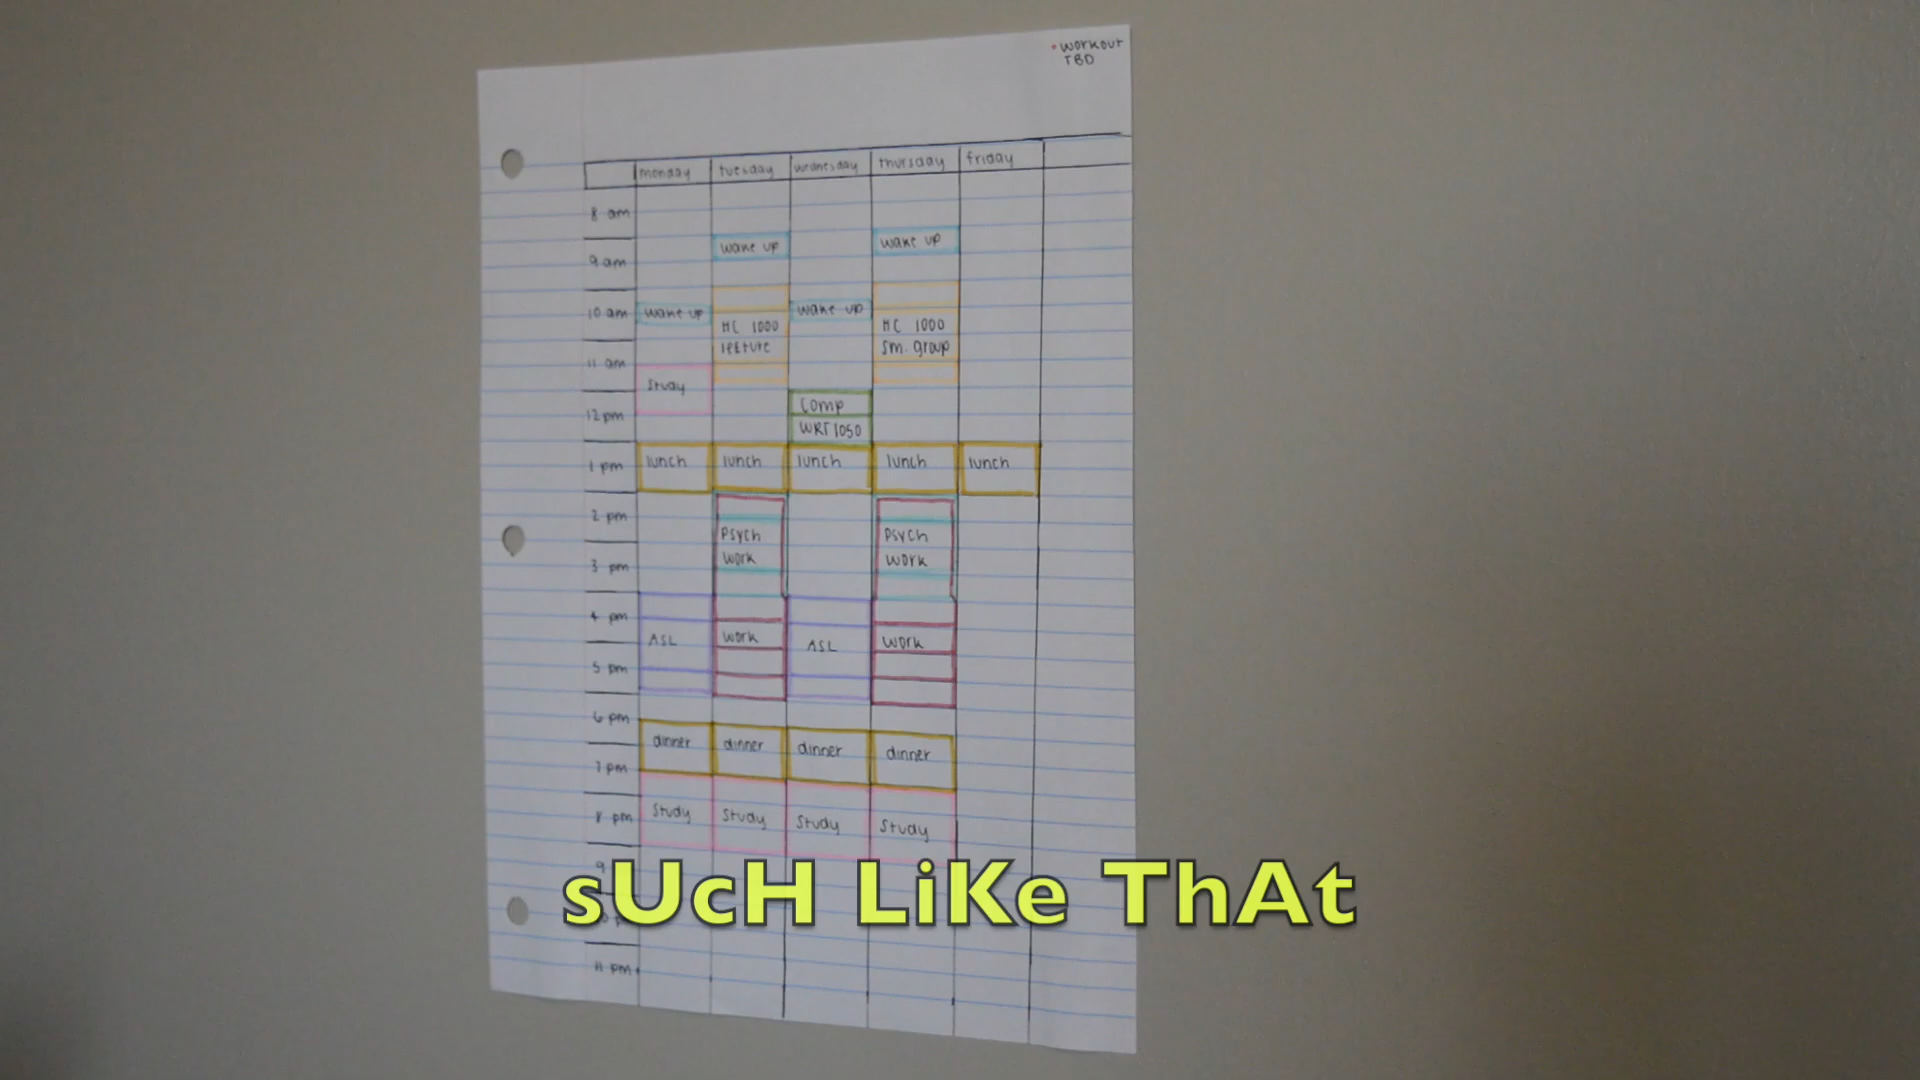 • workout
TBD
monday tuesday wednesday thursday friday
8 am
wake up wake up
9 am
10 am wake up wake up
HC 1000 HC 1000
lecture sm. group
11 am
study
comp
12 pm
WRT 1050
1 pm lunch lunch lunch lunch lunch
2 pm
psych psych
work work
3 pm
4 pm
ASL work ASL work
5 pm
6 pm
dinner dinner dinner dinner
7 pm
8 pm study study study study
9
sUcH LiKe ThAt
11 pm